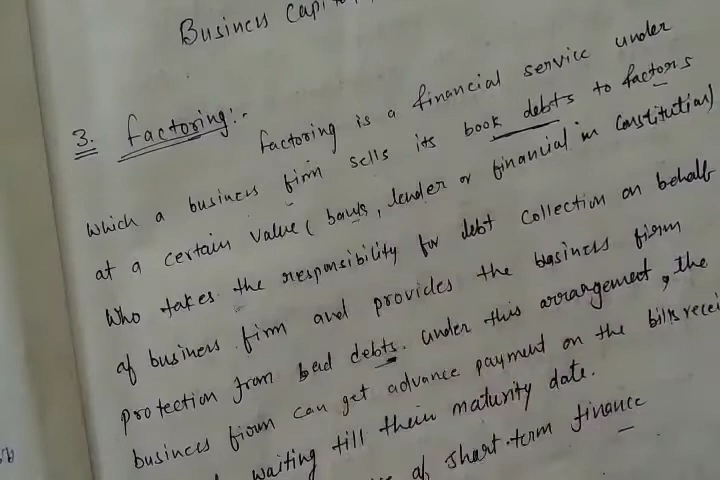 Business Capit
3. Factoring:-
Factoring is a financial service under
which a business firm sells its book debts to factors
at a certain value ( banks, lender or financial in constitution)
who takes the responsibility for debt collection on behalf
of business firm and provides the business firm
protection from bad debts. under this arrangement, the
business firm can get advance payment on the bills recei
waiting till their maturity date.
of short-term finance